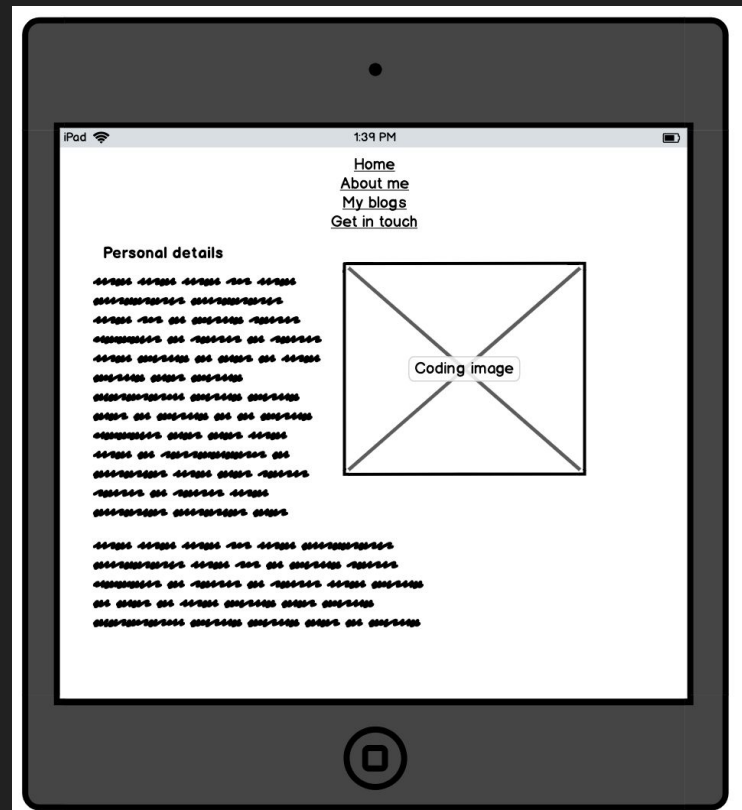 iPad
1:39 PM
Home
About me
My blogs
Get in touch
Personal details
Coding image